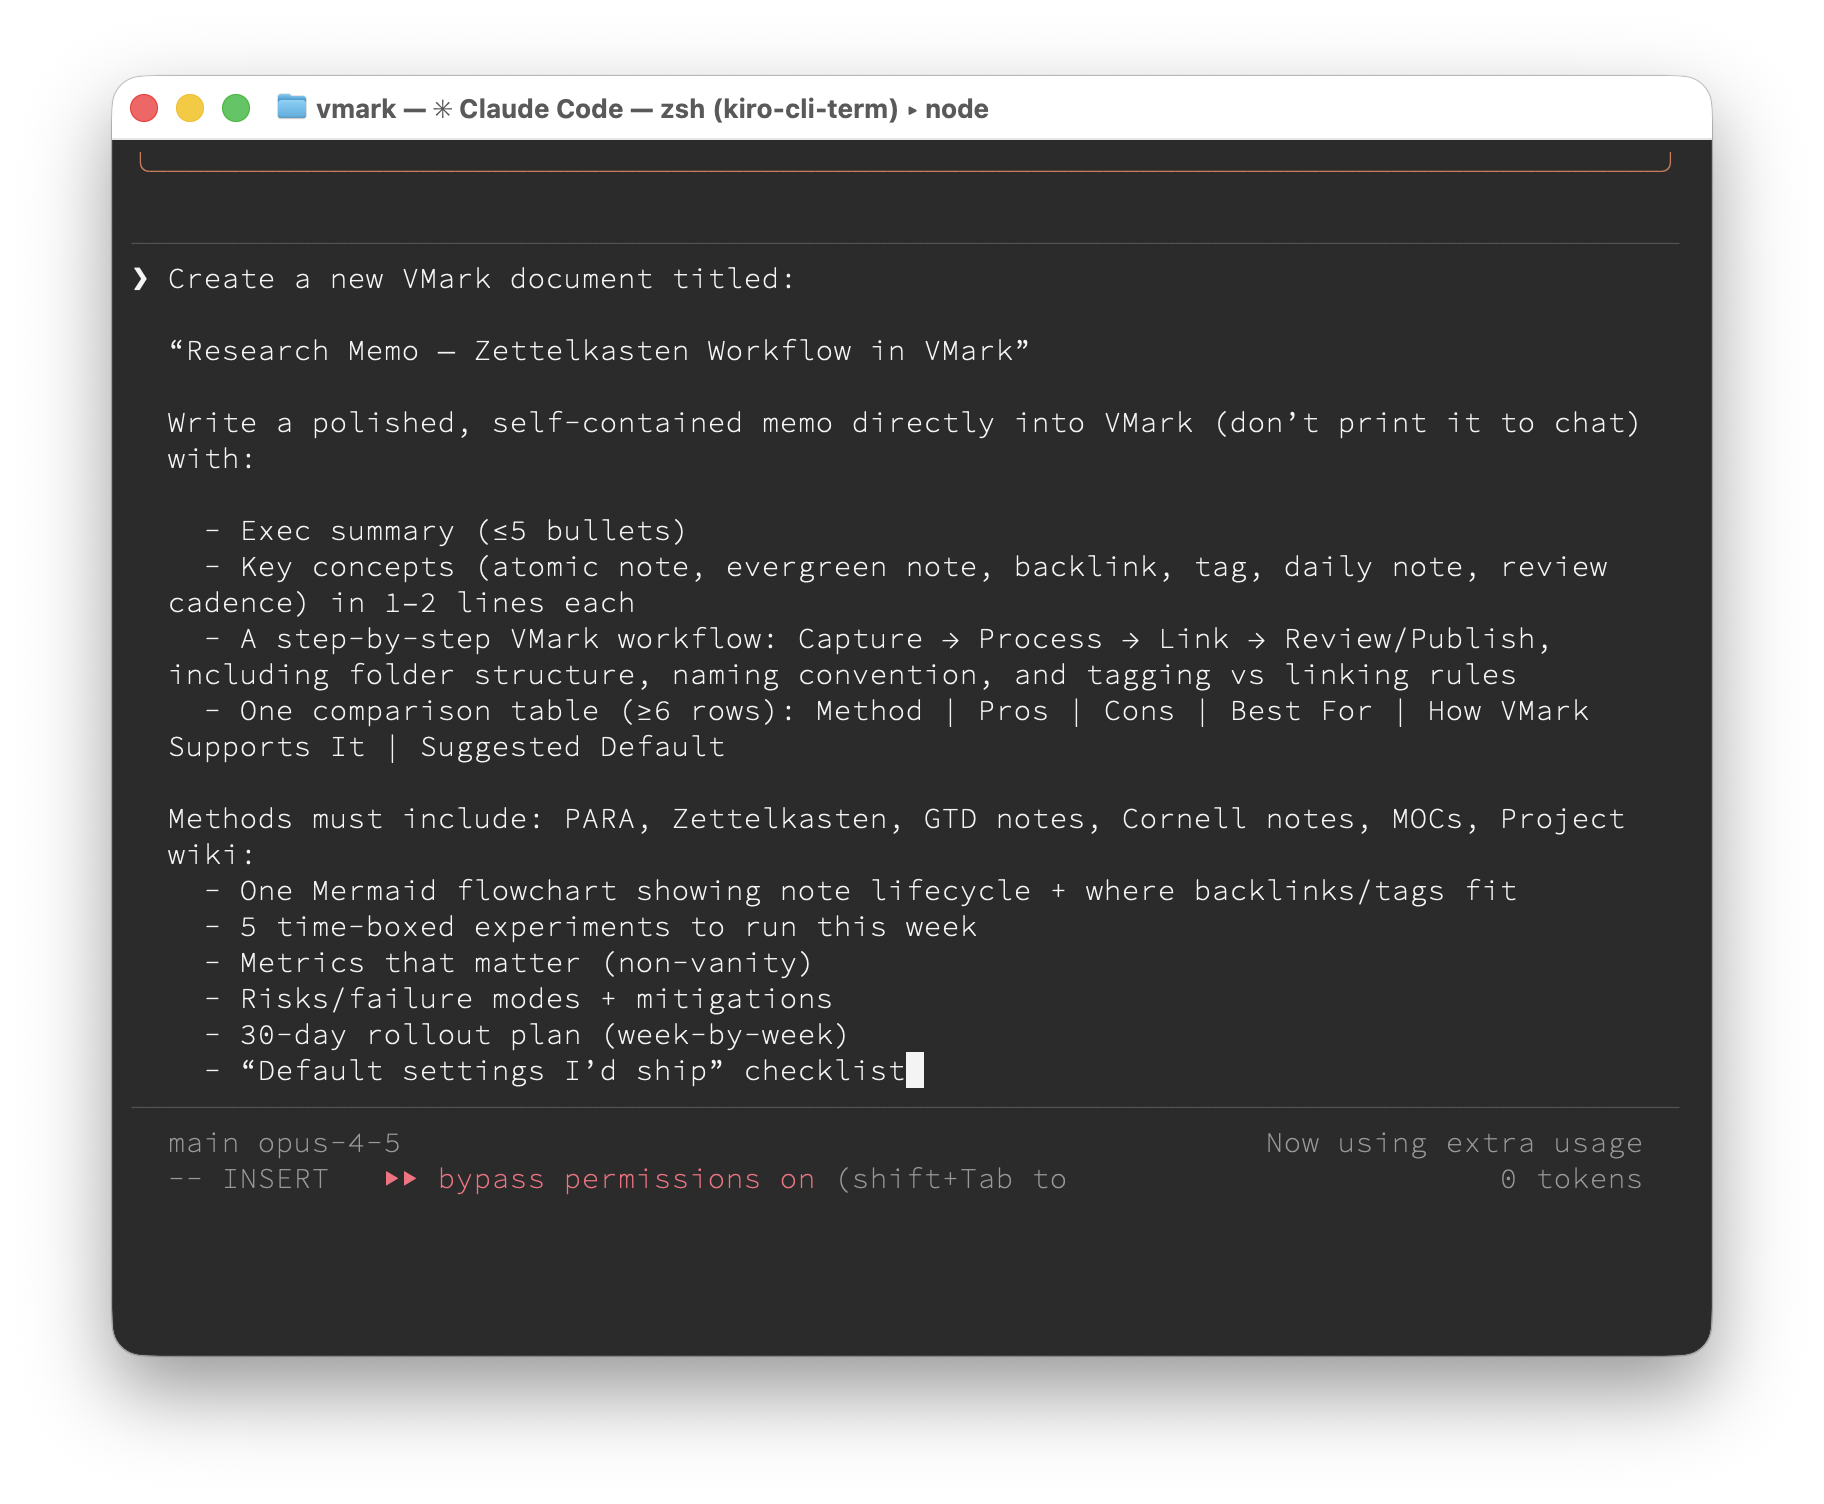 vmark — ✳ Claude Code — zsh (kiro-cli-term) ▸ node
❯ Create a new VMark document titled:
“Research Memo — Zettelkasten Workflow in VMark”
Write a polished, self-contained memo directly into VMark (don’t print it to chat)
with:
- Exec summary (≤5 bullets)
- Key concepts (atomic note, evergreen note, backlink, tag, daily note, review
cadence) in 1–2 lines each
- A step-by-step VMark workflow: Capture → Process → Link → Review/Publish,
including folder structure, naming convention, and tagging vs linking rules
- One comparison table (≥6 rows): Method | Pros | Cons | Best For | How VMark
Supports It | Suggested Default
Methods must include: PARA, Zettelkasten, GTD notes, Cornell notes, MOCs, Project
wiki:
- One Mermaid flowchart showing note lifecycle + where backlinks/tags fit
- 5 time-boxed experiments to run this week
- Metrics that matter (non-vanity)
- Risks/failure modes + mitigations
- 30-day rollout plan (week-by-week)
- “Default settings I’d ship” checklist
main opus-4-5 Now using extra usage
-- INSERT ⏵⏵ bypass permissions on (shift+Tab to 0 tokens